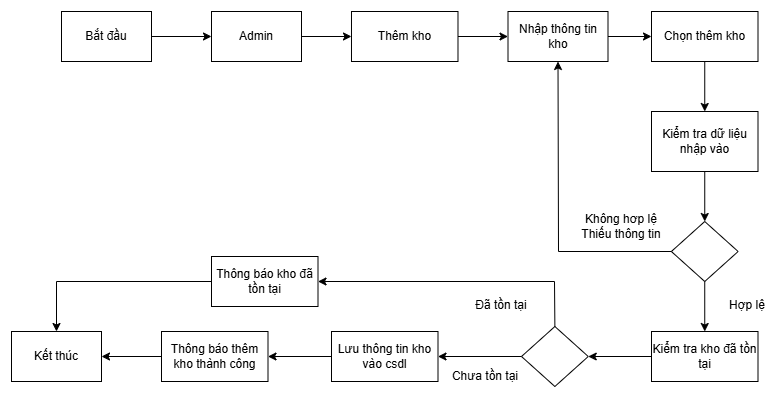 Bắt đầu
Admin
Thêm kho
Nhập thông tin
kho
Chọn thêm kho
Kiểm tra dữ liệu
nhập vào
Không hợp lệ
Thiếu thông tin
Hợp lệ
Thông báo kho đã
tồn tại
Đã tồn tại
Kết thúc
Thông báo thêm
kho thành công
Lưu thông tin kho
vào csdl
Chưa tồn tại
Kiểm tra kho đã tồn
tại